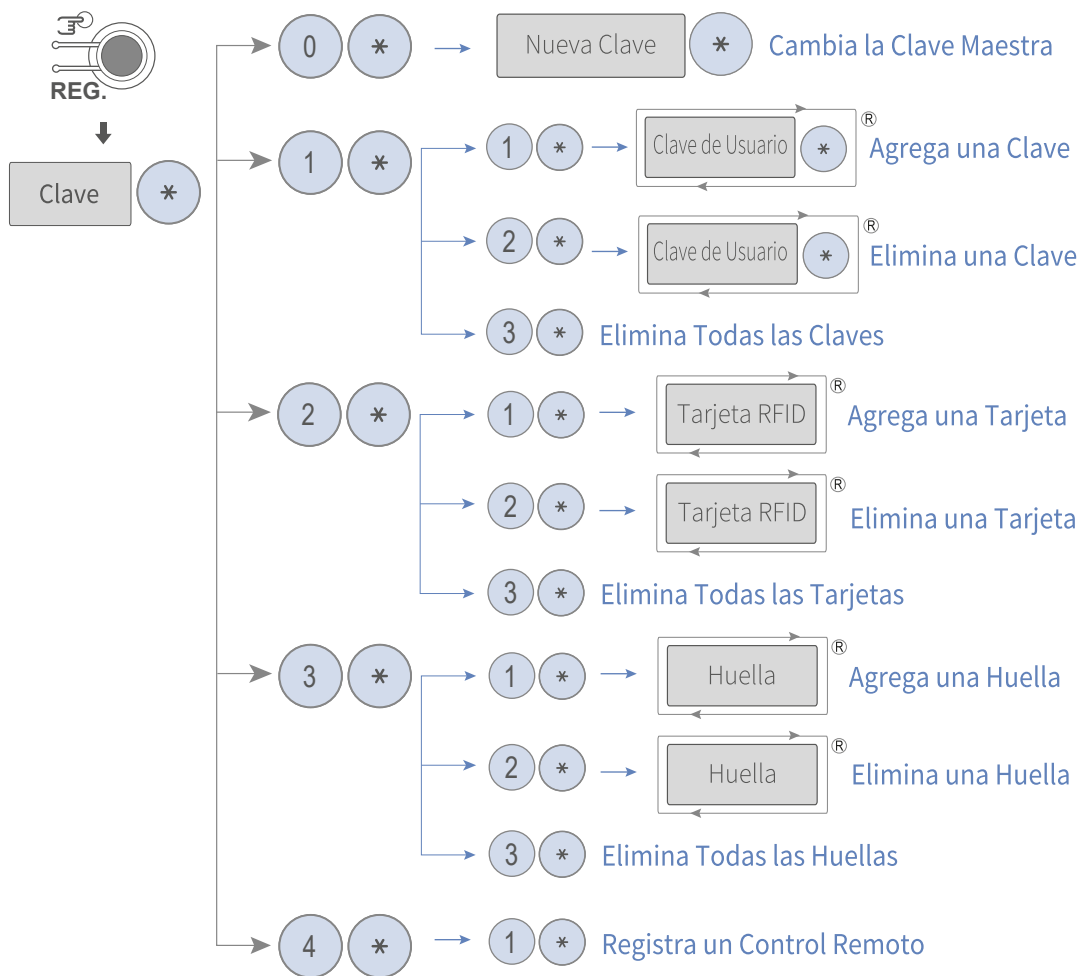 REG.
Clave *
0 * Nueva Clave * Cambia la Clave Maestra
1 *
1 * Clave de Usuario * ® Agrega una Clave
2 * Clave de Usuario * ® Elimina una Clave
3 * Elimina Todas las Claves
2 *
1 * Tarjeta RFID ® Agrega una Tarjeta
2 * Tarjeta RFID ® Elimina una Tarjeta
3 * Elimina Todas las Tarjetas
3 *
1 * Huella ® Agrega una Huella
2 * Huella ® Elimina una Huella
3 * Elimina Todas las Huellas
4 * 1 * Registra un Control Remoto